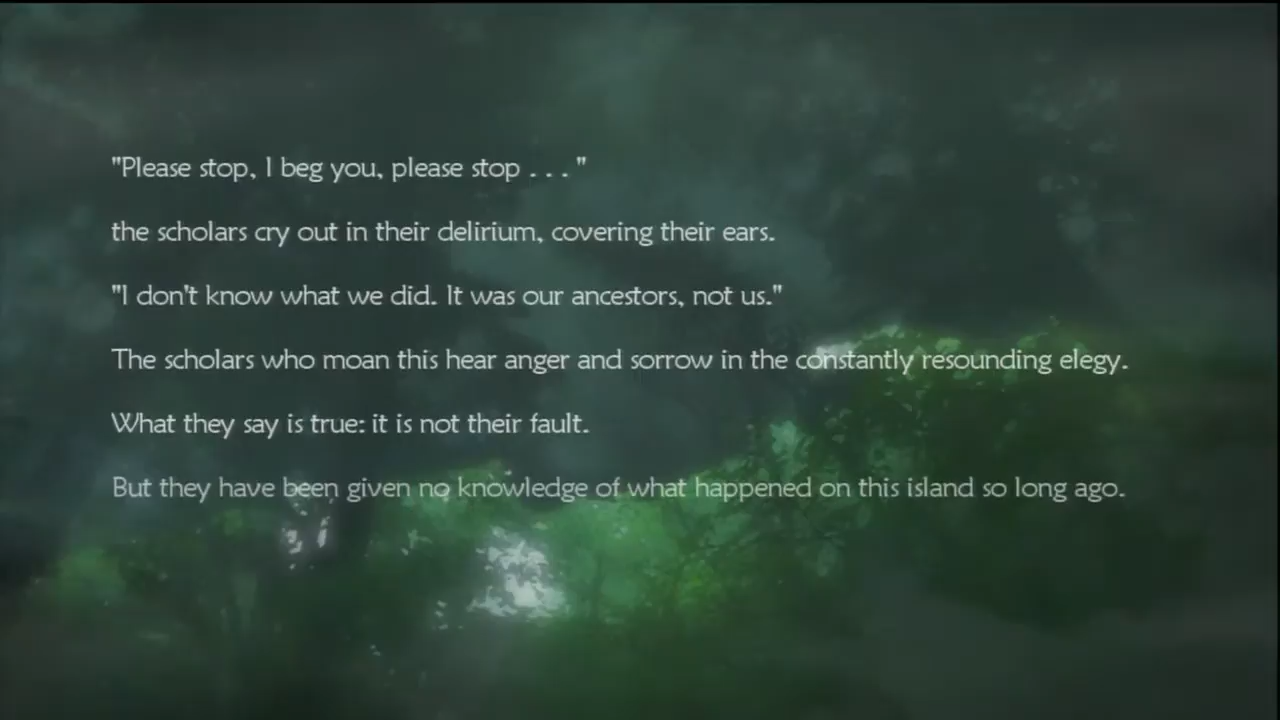 "Please stop, I beg you, please stop . . . "
the scholars cry out in their delirium, covering their ears.
"I don't know what we did. It was our ancestors, not us."
The scholars who moan this hear anger and sorrow in the constantly resounding elegy.
What they say is true: it is not their fault.
But they have been given no knowledge of what happened on this island so long ago.